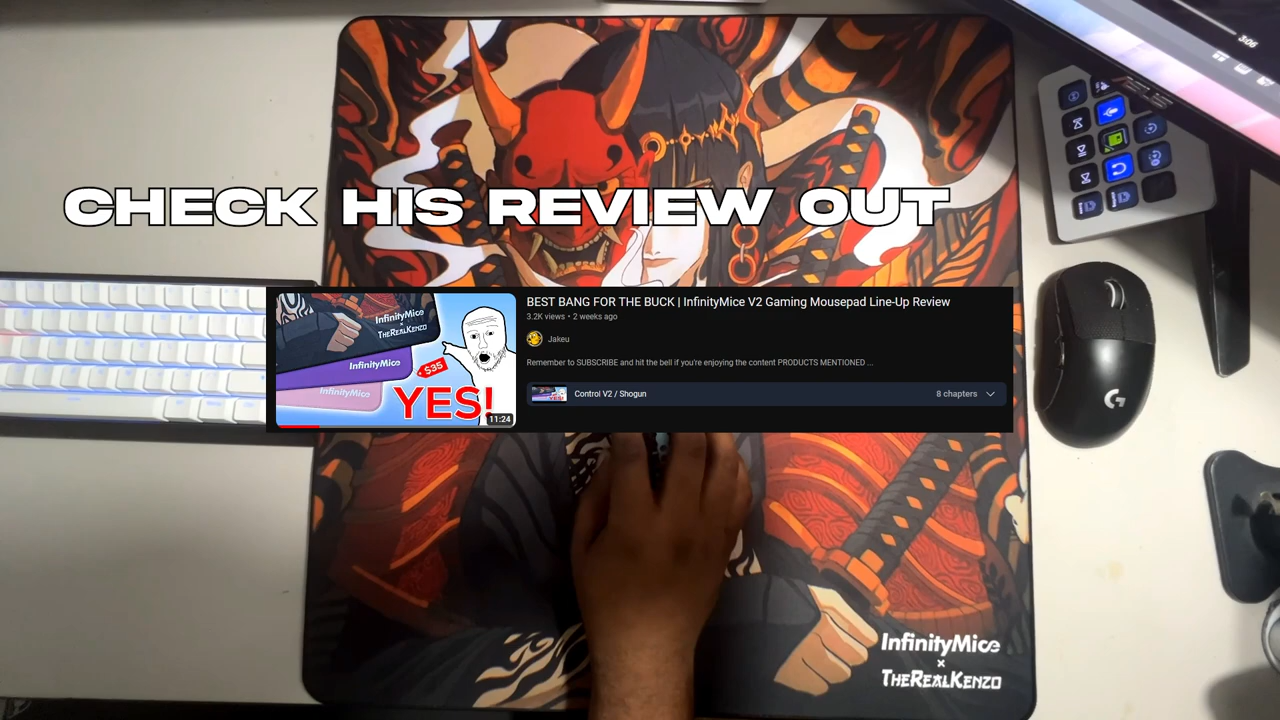 3:06
CHECK HIS REVIEW OUT
BEST BANG FOR THE BUCK | InfinityMice V2 Gaming Mousepad Line-Up Review
3.2K views • 2 weeks ago
Jakeu
Remember to SUBSCRIBE and hit the bell if you're enjoying the content PRODUCTS MENTIONED ...
Control V2 / Shogun
8 chapters
InfinityMice
x
TheRealKenzo
InfinityMice
$35
InfinityMice
YES!
11:24
G
InfinityMice
×
TheRealKenzo